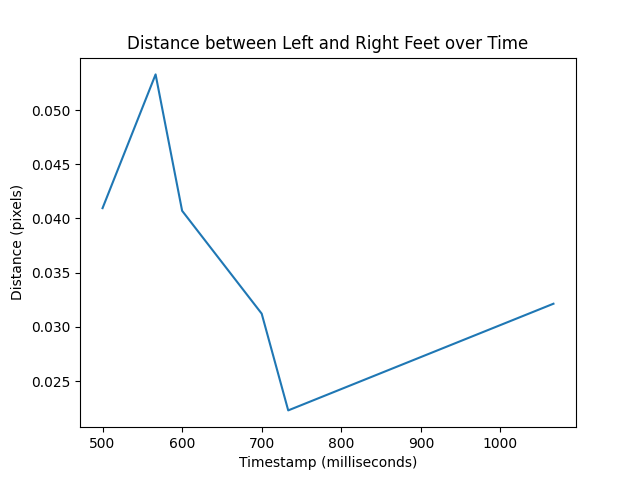 Distance between Left and Right Feet over Time
0.050
0.045
0.040
0.035
0.030
0.025
Distance (pixels)
500 600 700 800 900 1000
Timestamp (milliseconds)